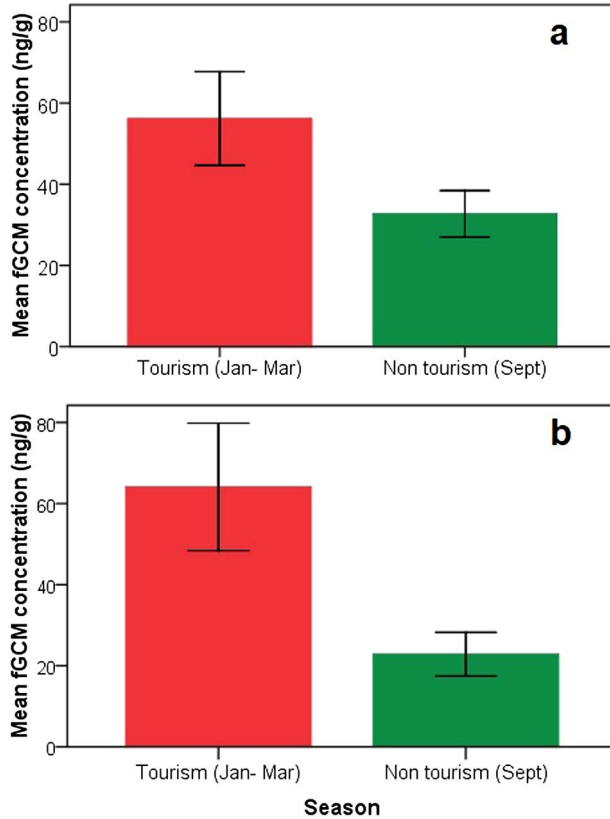 a
Mean fGCM concentration (ng/g)
80
60
40
20
0
Tourism (Jan- Mar) Non tourism (Sept)
b
Mean fGCM concentration (ng/g)
80
60
40
20
0
Tourism (Jan- Mar) Non tourism (Sept)
Season